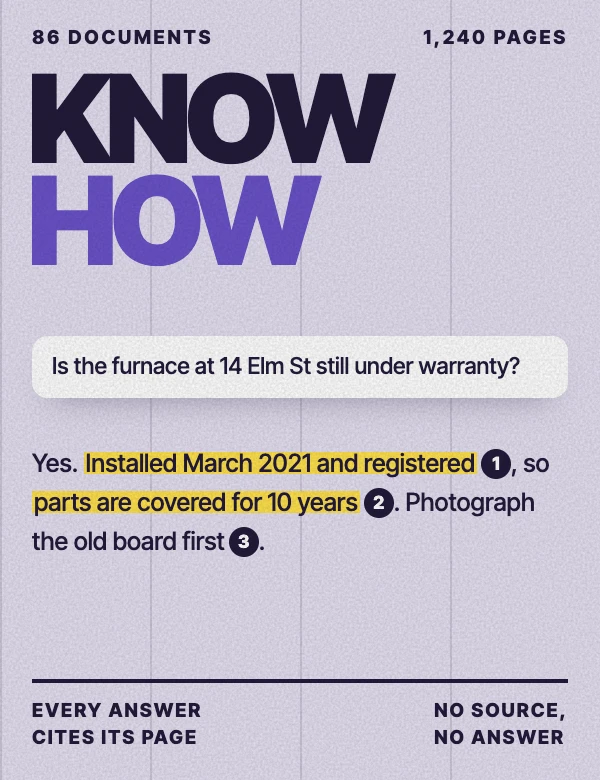 86 DOCUMENTS
1,240 PAGES
KNOW
HOW
Is the furnace at 14 Elm St still under warranty?
Yes. Installed March 2021 and registered 1, so
parts are covered for 10 years 2. Photograph
the old board first 3.
EVERY ANSWER
CITES ITS PAGE
NO SOURCE,
NO ANSWER